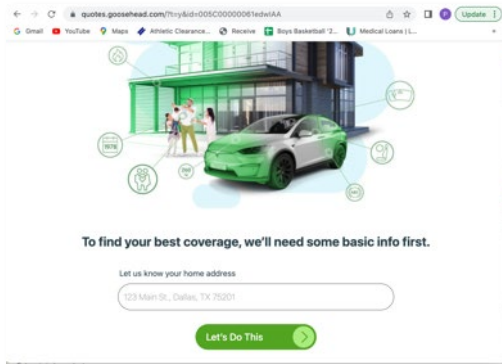 quotes.goosehead.com/?t=y&id=005C00000061edwIAA
Update
Gmail YouTube Maps Athletic Clearance... Receive Boys Basketball '2... Medical Loans | L...
1978
To find your best coverage, we'll need some basic info first.
Let us know your home address
123 Main St., Dallas, TX 75201
Let's Do This